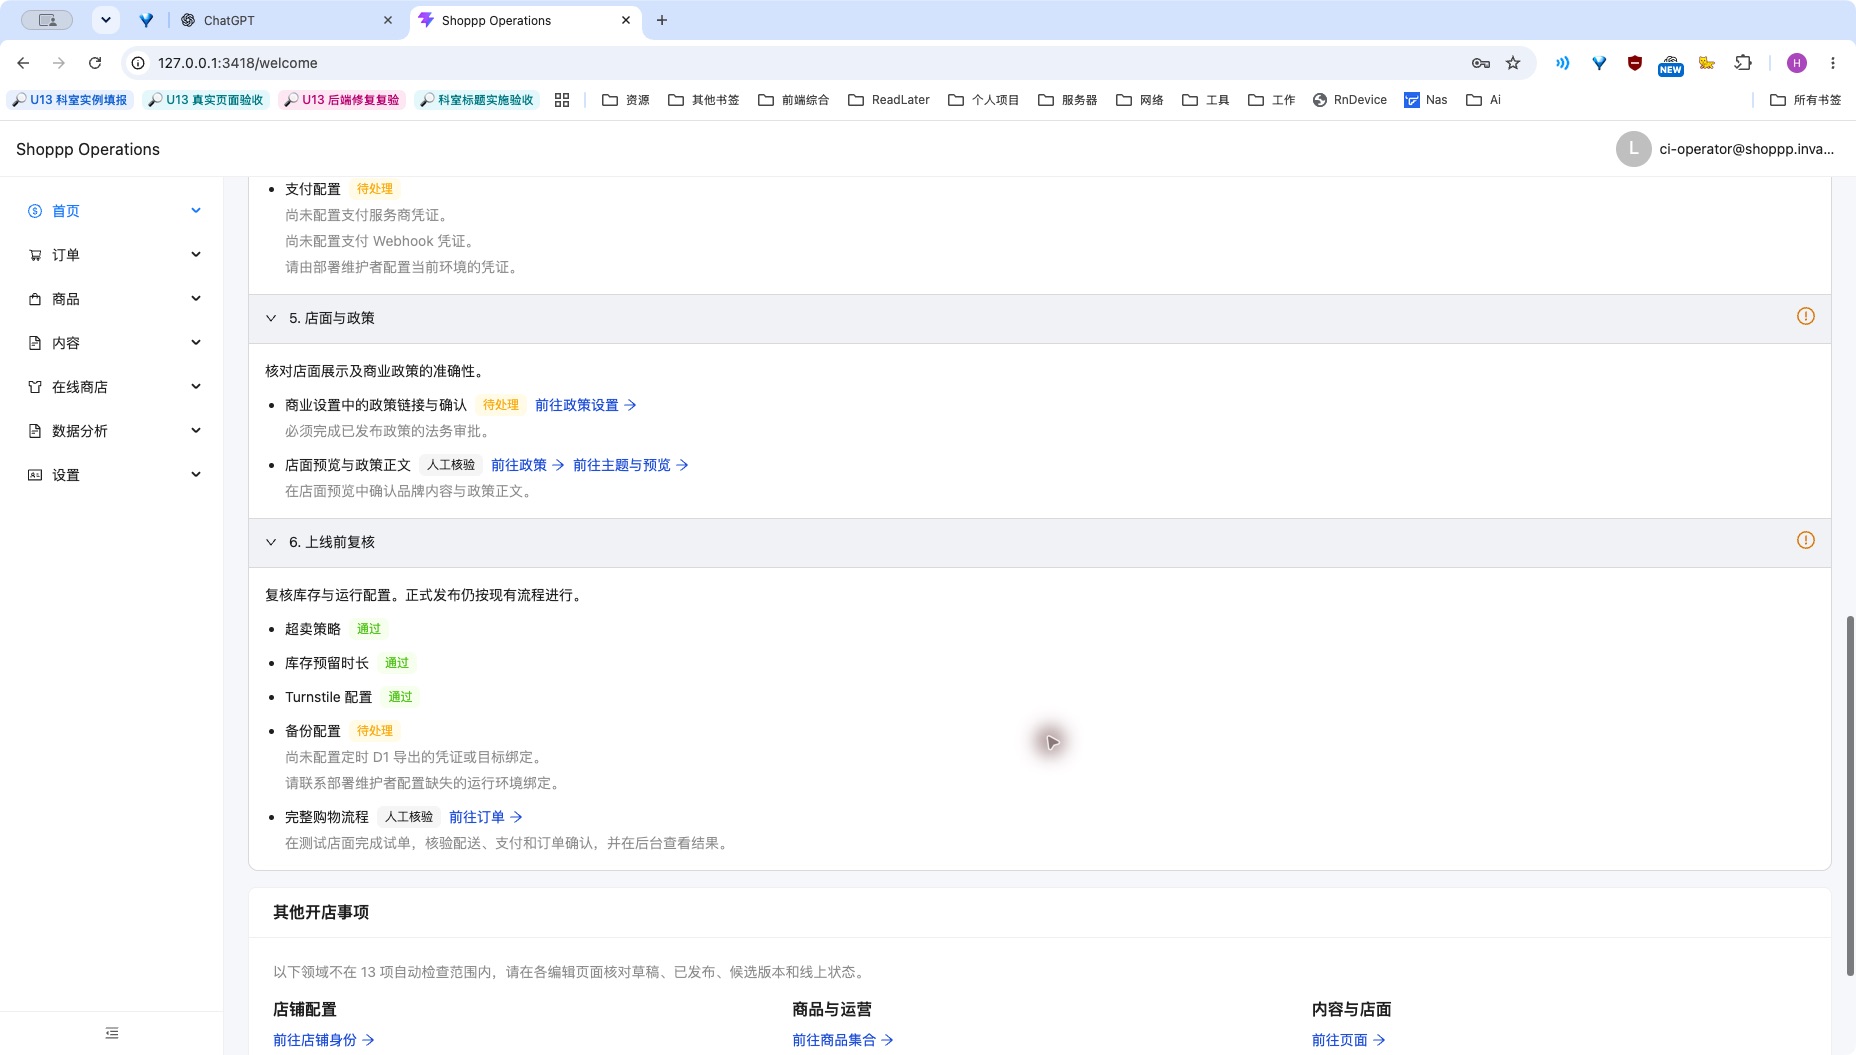 ChatGPT
Shoppp Operations
127.0.0.1:3418/welcome
NEW
H
U13 科室实例填报
U13 真实页面验收
U13 后端修复复验
科室标题实施验收
资源
其他书签
前端综合
ReadLater
个人项目
服务器
网络
工具
工作
RnDevice
Nas
Ai
所有书签
Shoppp Operations
L
ci-operator@shoppp.inva...
首页
订单
商品
内容
在线商店
数据分析
设置
支付配置 待处理
尚未配置支付服务商凭证。
尚未配置支付 Webhook 凭证。
请由部署维护者配置当前环境的凭证。
5. 店面与政策
核对店面展示及商业政策的准确性。
商业设置中的政策链接与确认 待处理 前往政策设置
必须完成已发布政策的法务审批。
店面预览与政策正文 人工核验 前往政策 前往主题与预览
在店面预览中确认品牌内容与政策正文。
6. 上线前复核
复核库存与运行配置。正式发布仍按现有流程进行。
超卖策略 通过
库存预留时长 通过
Turnstile 配置 通过
备份配置 待处理
尚未配置定时 D1 导出的凭证或目标绑定。
请联系部署维护者配置缺失的运行环境绑定。
完整购物流程 人工核验 前往订单
在测试店面完成试单，核验配送、支付和订单确认，并在后台查看结果。
其他开店事项
以下领域不在 13 项自动检查范围内，请在各编辑页面核对草稿、已发布、候选版本和线上状态。
店铺配置
前往店铺身份
商品与运营
前往商品集合
内容与店面
前往页面